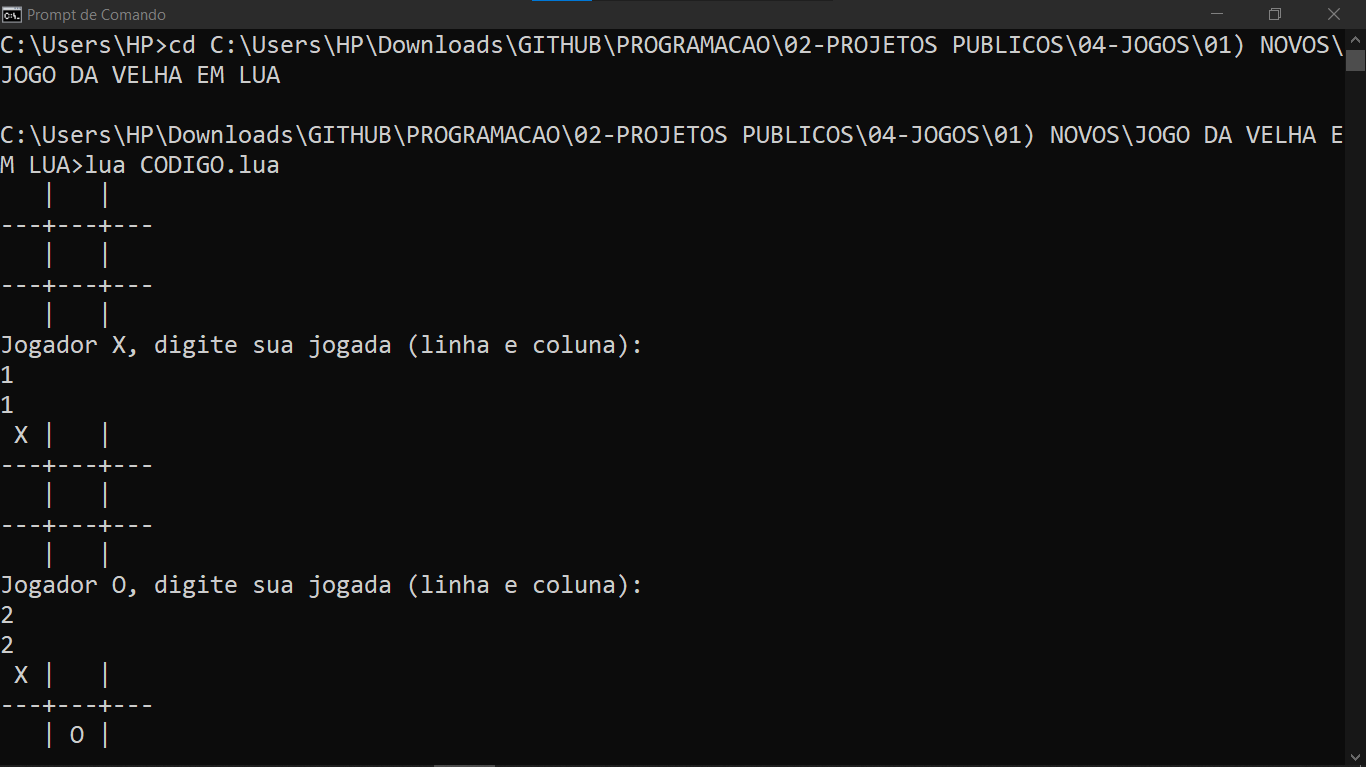 Prompt de Comando
C:\Users\HP>cd C:\Users\HP\Downloads\GITHUB\PROGRAMACAO\02-PROJETOS PUBLICOS\04-JOGOS\01) NOVOS\
JOGO DA VELHA EM LUA
C:\Users\HP\Downloads\GITHUB\PROGRAMACAO\02-PROJETOS PUBLICOS\04-JOGOS\01) NOVOS\JOGO DA VELHA E
M LUA>lua CODIGO.lua
   |   |
---+---+---
   |   |
---+---+---
   |   |
Jogador X, digite sua jogada (linha e coluna):
1
1
 X |   |
---+---+---
   |   |
---+---+---
   |   |
Jogador O, digite sua jogada (linha e coluna):
2
2
 X |   |
---+---+---
   | O |